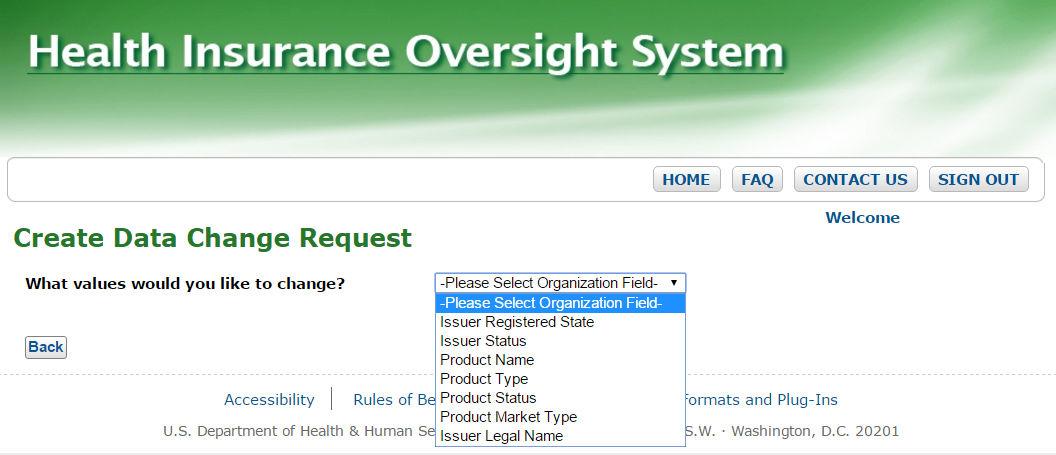 Health Insurance Oversight System
HOME FAQ CONTACT US SIGN OUT
Welcome
Create Data Change Request
What values would you like to change? -Please Select Organization Field-
-Please Select Organization Field-
Issuer Registered State
Issuer Status
Product Name
Product Type
Product Status
Product Market Type
Issuer Legal Name
Back
Accessibility Rules of and Plug-Ins
U.S. Department of Health & Human S.W. · Washington, D.C. 20201